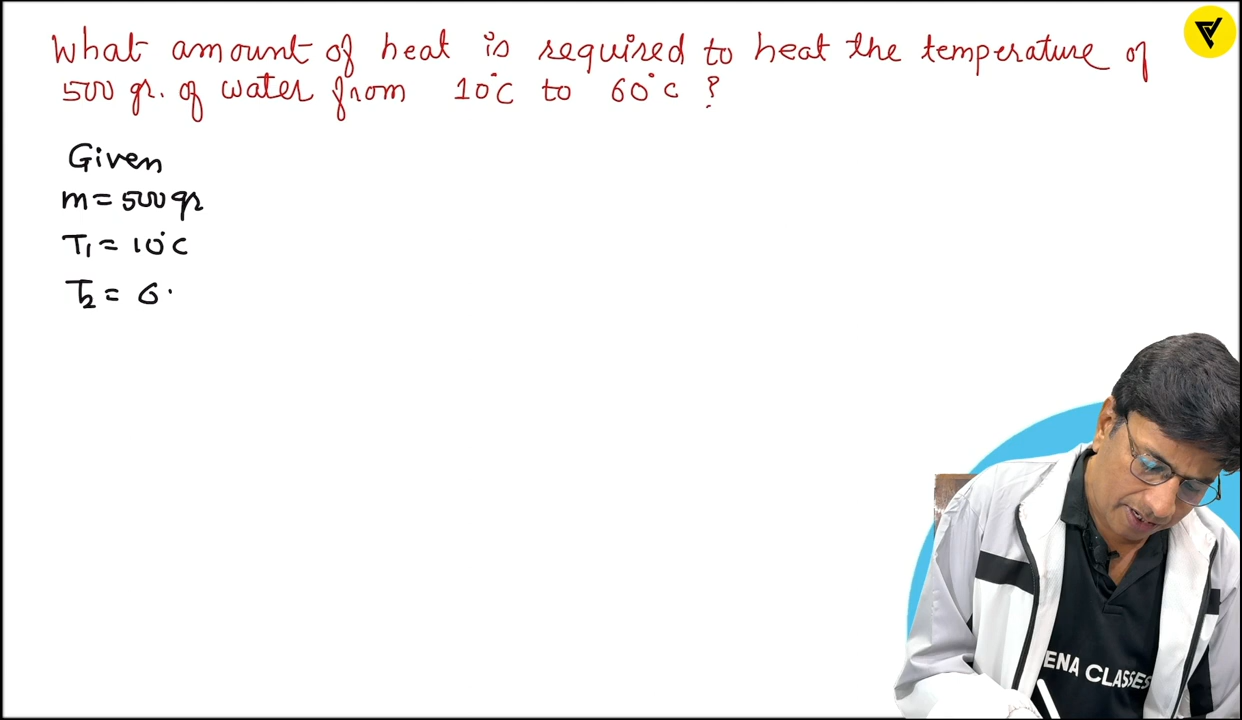 What amount of heat is required to heat the temperature of
500 gr. of water from 10°C to 60°C ?
Given
m = 500 gr
T₁ = 10°C
T₂ = 6
ENA CLASSES